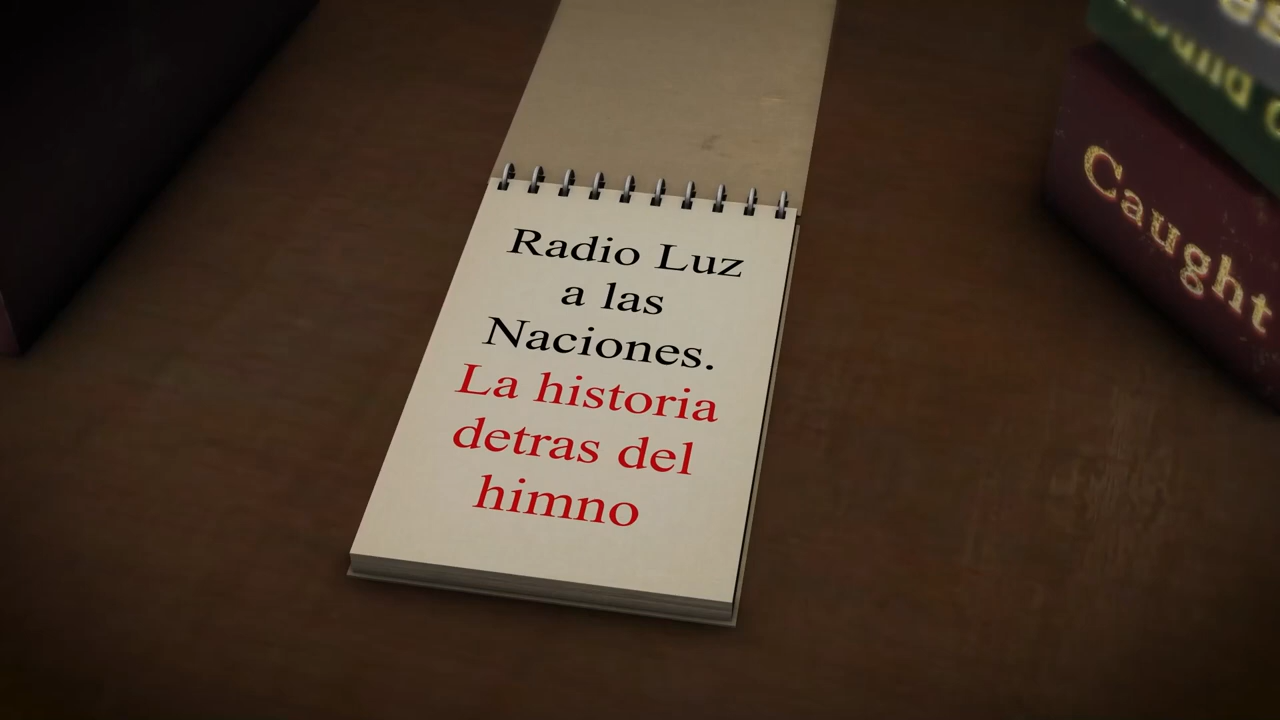 Radio Luz
a las
Naciones.
La historia
detras del
himno
Caught